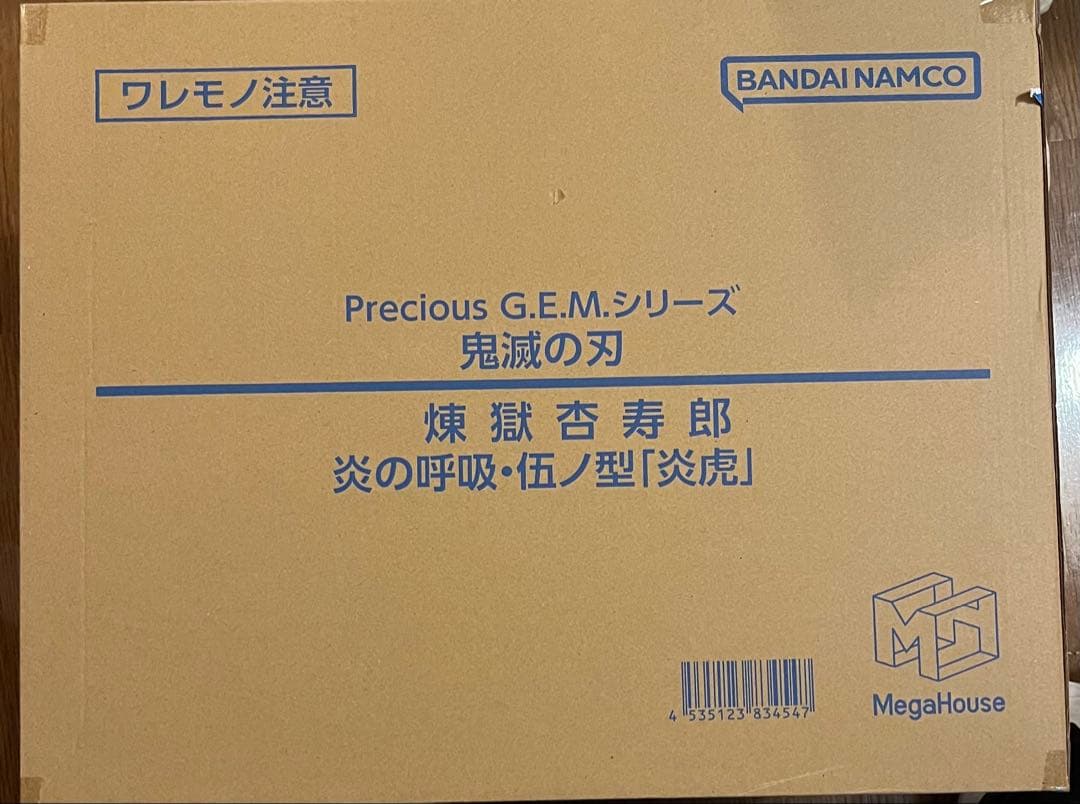 ワレモノ注意
BANDAI NAMCO
Precious G.E.M.シリーズ
鬼滅の刃
煉獄杏寿郎
炎の呼吸・伍ノ型「炎虎」
4 535123 834547
MH
MegaHouse